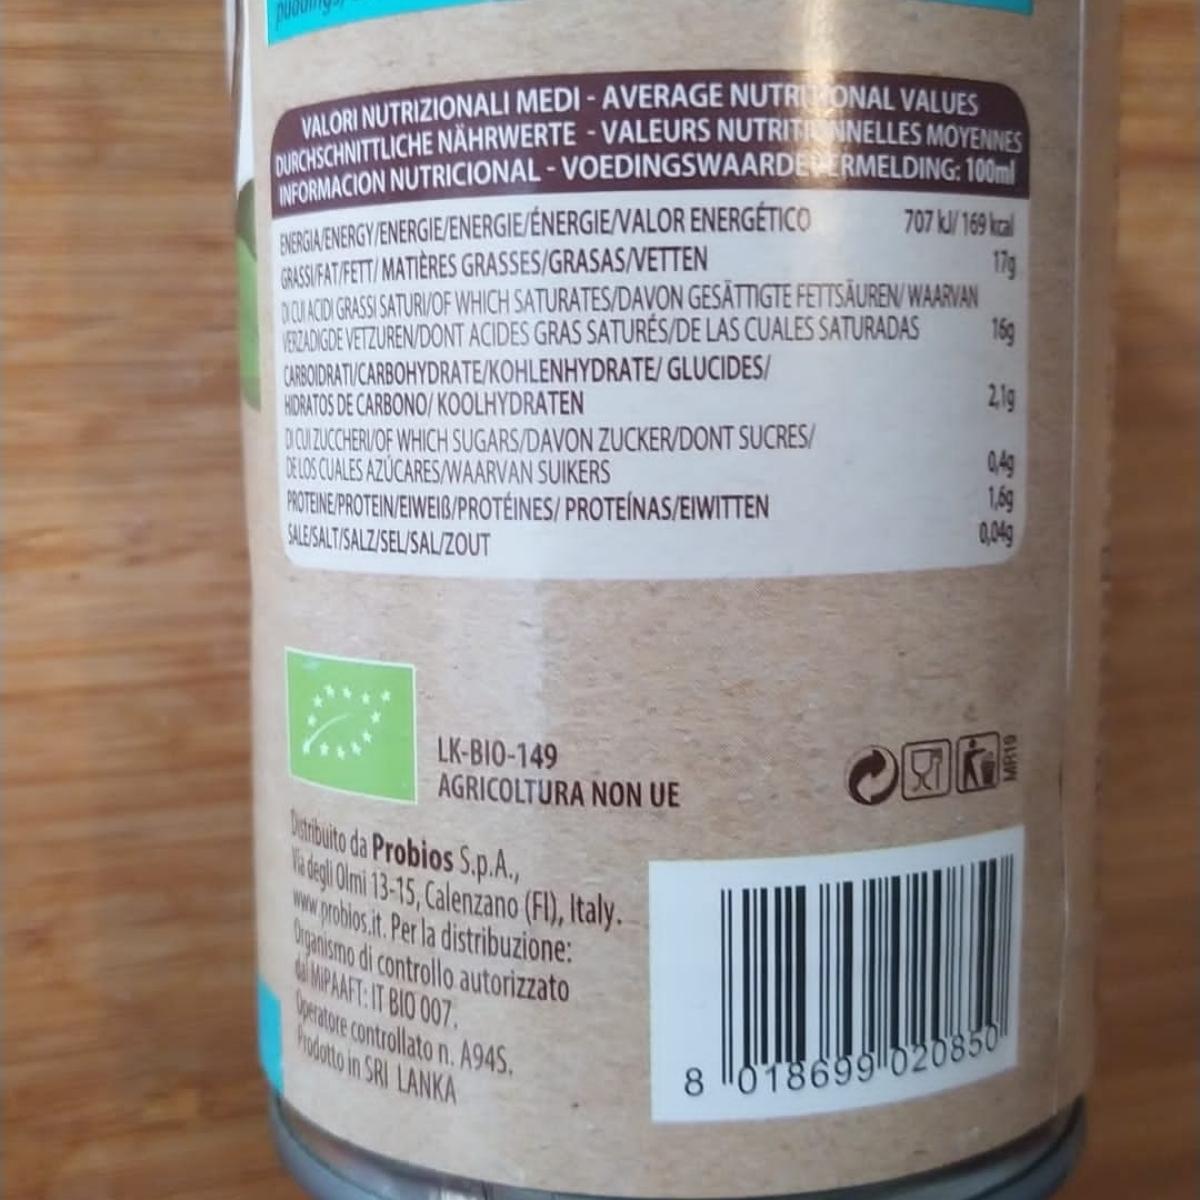 VALORI NUTRIZIONALI MEDI - AVERAGE NUTRITIONAL VALUES
DURCHSCHNITTLICHE NÄHRWERTE - VALEURS NUTRITIONNELLES MOYENNES
INFORMACION NUTRICIONAL - VOEDINGSWAARDEVERMELDING: 100ml
ENERGIA/ENERGY/ENERGIE/ENERGIE/ÉNERGIE/VALOR ENERGÉTICO 707 kJ/ 169 kcal
GRASSI/FAT/FETT/ MATIÈRES GRASSES/GRASAS/VETTEN 17g
DI CUI ACIDI GRASSI SATURI/OF WHICH SATURATES/DAVON GESÄTTIGTE FETTSÄUREN/ WAARVAN
VERZADIGDE VETZUREN/DONT ACIDES GRAS SATURÉS/DE LAS CUALES SATURADAS 16g
CARBOIDRATI/CARBOHYDRATE/KOHLENHYDRATE/ GLUCIDES/
HIDRATOS DE CARBONO/ KOOLHYDRATEN 2,1g
DI CUI ZUCCHERI/OF WHICH SUGARS/DAVON ZUCKER/DONT SUCRES/
DE LOS CUALES AZÚCARES/WAARVAN SUIKERS 0,4g
PROTEINE/PROTEIN/EIWEIß/PROTÉINES/ PROTEÍNAS/EIWITTEN 1,6g
SALE/SALT/SALZ/SEL/SAL/ZOUT 0,04g
LK-BIO-149
AGRICOLTURA NON UE
MR19
Distribuito da Probios S.p.A.,
Via degli Olmi 13-15, Calenzano (FI), Italy.
www.probios.it. Per la distribuzione:
Organismo di controllo autorizzato
dal MiPAAFT: IT BIO 007.
Operatore controllato n. A94S.
Prodotto in SRI LANKA
8 018699 020850